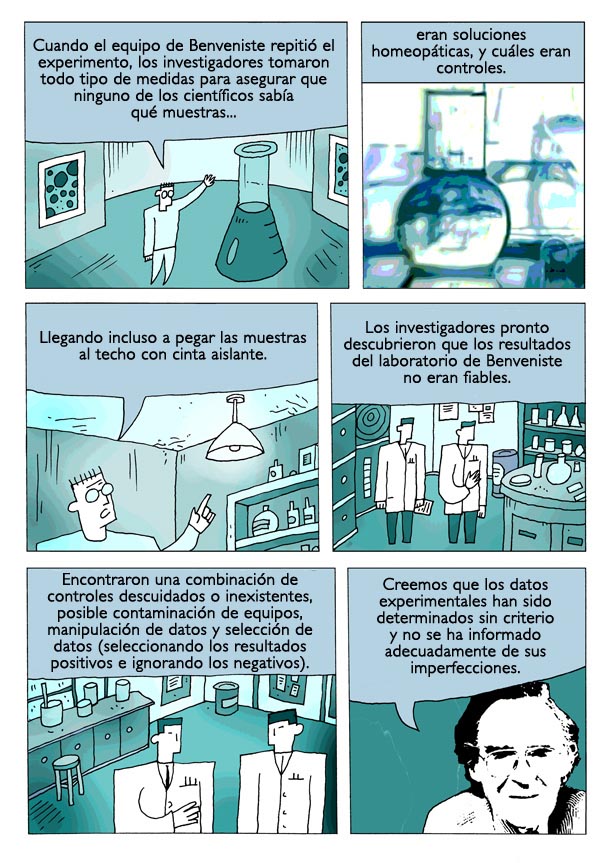 Cuando el equipo de Benveniste repitió el
experimento, los investigadores tomaron
todo tipo de medidas para asegurar que
ninguno de los científicos sabía
qué muestras...
eran soluciones
homeopáticas, y cuáles eran
controles.
Llegando incluso a pegar las muestras
al techo con cinta aislante.
Los investigadores pronto
descubrieron que los resultados
del laboratorio de Benveniste
no eran fiables.
Encontraron una combinación de
controles descuidados o inexistentes,
posible contaminación de equipos,
manipulación de datos y selección de
datos (seleccionando los resultados
positivos e ignorando los negativos).
Creemos que los datos
experimentales han sido
determinados sin criterio
y no se ha informado
adecuadamente de sus
imperfecciones.